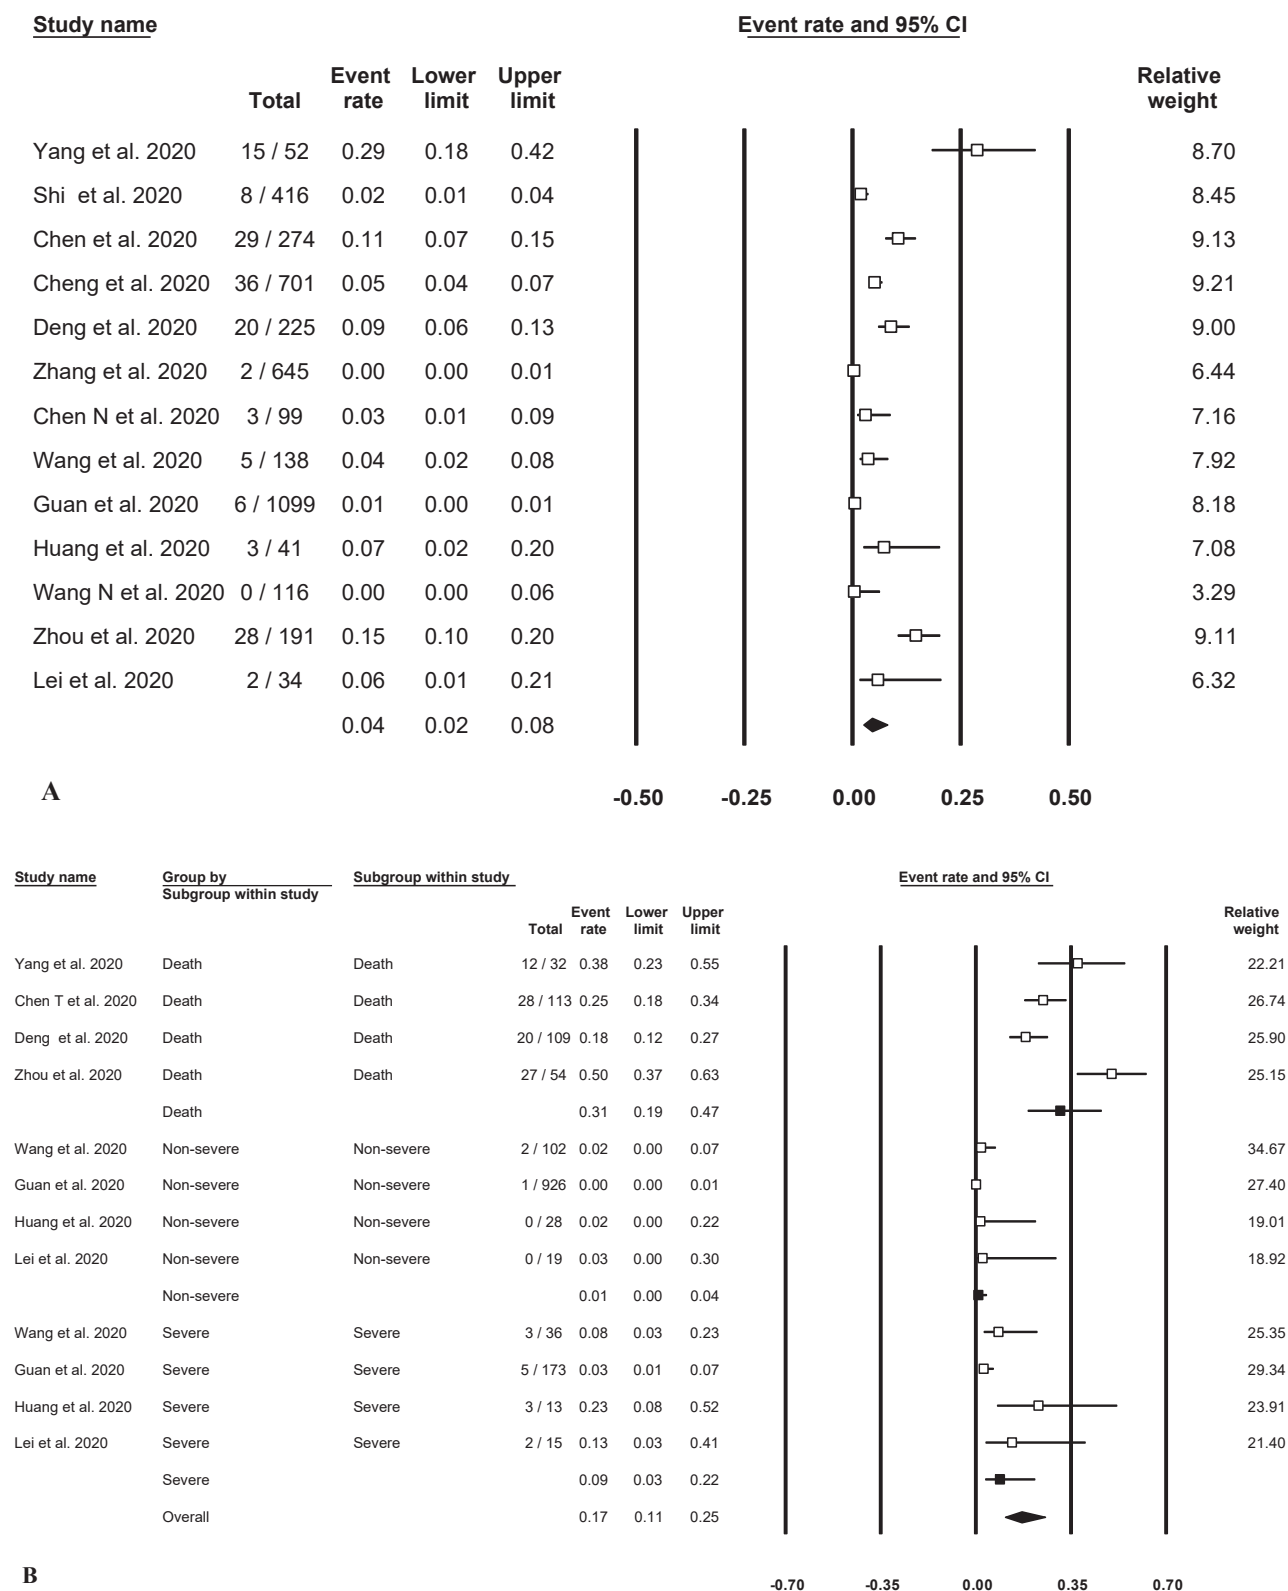 Study name Event rate and 95% CI
Event Lower Upper Relative
Total rate limit limit weight
Yang et al. 2020 15 / 52 0.29 0.18 0.42 8.70
Shi et al. 2020 8 / 416 0.02 0.01 0.04 8.45
Chen et al. 2020 29 / 274 0.11 0.07 0.15 9.13
Cheng et al. 2020 36 / 701 0.05 0.04 0.07 9.21
Deng et al. 2020 20 / 225 0.09 0.06 0.13 9.00
Zhang et al. 2020 2 / 645 0.00 0.00 0.01 6.44
Chen N et al. 2020 3 / 99 0.03 0.01 0.09 7.16
Wang et al. 2020 5 / 138 0.04 0.02 0.08 7.92
Guan et al. 2020 6 / 1099 0.01 0.00 0.01 8.18
Huang et al. 2020 3 / 41 0.07 0.02 0.20 7.08
Wang N et al. 2020 0 / 116 0.00 0.00 0.06 3.29
Zhou et al. 2020 28 / 191 0.15 0.10 0.20 9.11
Lei et al. 2020 2 / 34 0.06 0.01 0.21 6.32
0.04 0.02 0.08
A -0.50 -0.25 0.00 0.25 0.50
Study name Group by Subgroup within study Event rate and 95% CI
Subgroup within study
Event Lower Upper Relative
Total rate limit limit weight
Yang et al. 2020 Death Death 12 / 32 0.38 0.23 0.55 22.21
Chen T et al. 2020 Death Death 28 / 113 0.25 0.18 0.34 26.74
Deng et al. 2020 Death Death 20 / 109 0.18 0.12 0.27 25.90
Zhou et al. 2020 Death Death 27 / 54 0.50 0.37 0.63 25.15
Death 0.31 0.19 0.47
Wang et al. 2020 Non-severe Non-severe 2 / 102 0.02 0.00 0.07 34.67
Guan et al. 2020 Non-severe Non-severe 1 / 926 0.00 0.00 0.01 27.40
Huang et al. 2020 Non-severe Non-severe 0 / 28 0.02 0.00 0.22 19.01
Lei et al. 2020 Non-severe Non-severe 0 / 19 0.03 0.00 0.30 18.92
Non-severe 0.01 0.00 0.04
Wang et al. 2020 Severe Severe 3 / 36 0.08 0.03 0.23 25.35
Guan et al. 2020 Severe Severe 5 / 173 0.03 0.01 0.07 29.34
Huang et al. 2020 Severe Severe 3 / 13 0.23 0.08 0.52 23.91
Lei et al. 2020 Severe Severe 2 / 15 0.13 0.03 0.41 21.40
Severe 0.09 0.03 0.22
Overall 0.17 0.11 0.25
B -0.70 -0.35 0.00 0.35 0.70